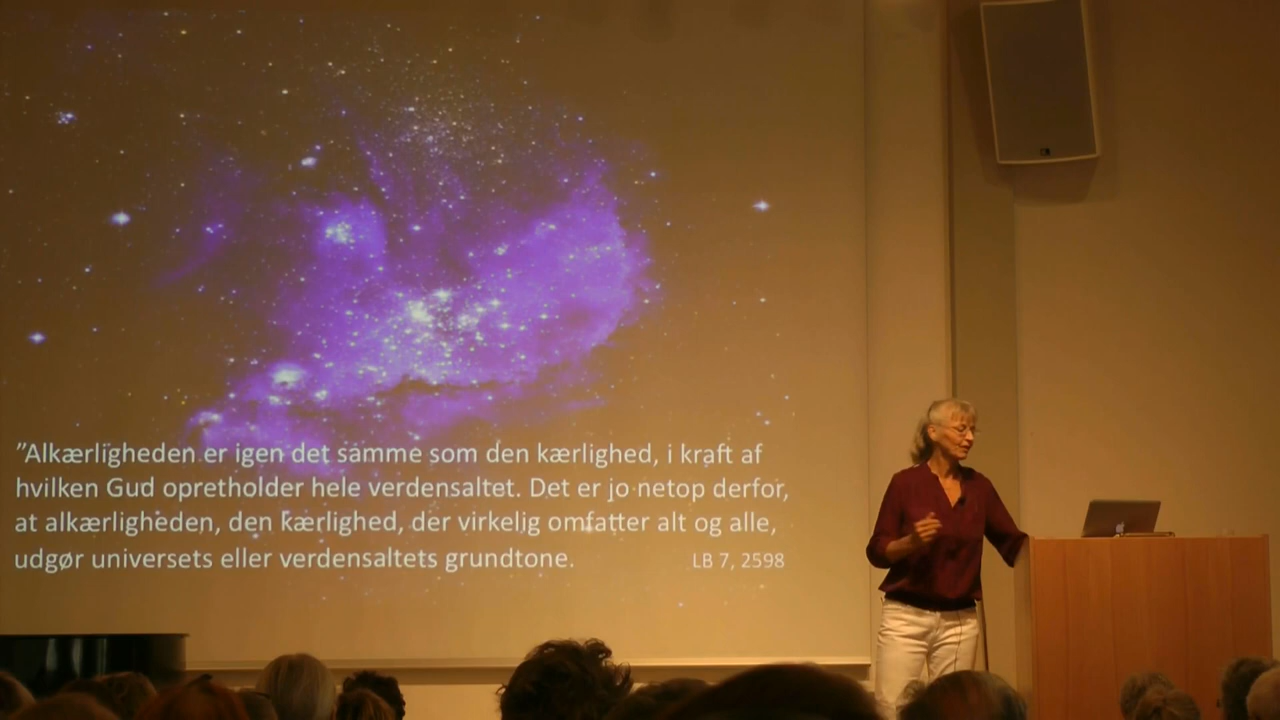 ”Alkærligheden er igen det samme som den kærlighed, i kraft af
hvilken Gud opretholder hele verdensaltet. Det er jo netop derfor,
at alkærligheden, den kærlighed, der virkelig omfatter alt og alle,
udgør universets eller verdensaltets grundtone. LB 7, 2598